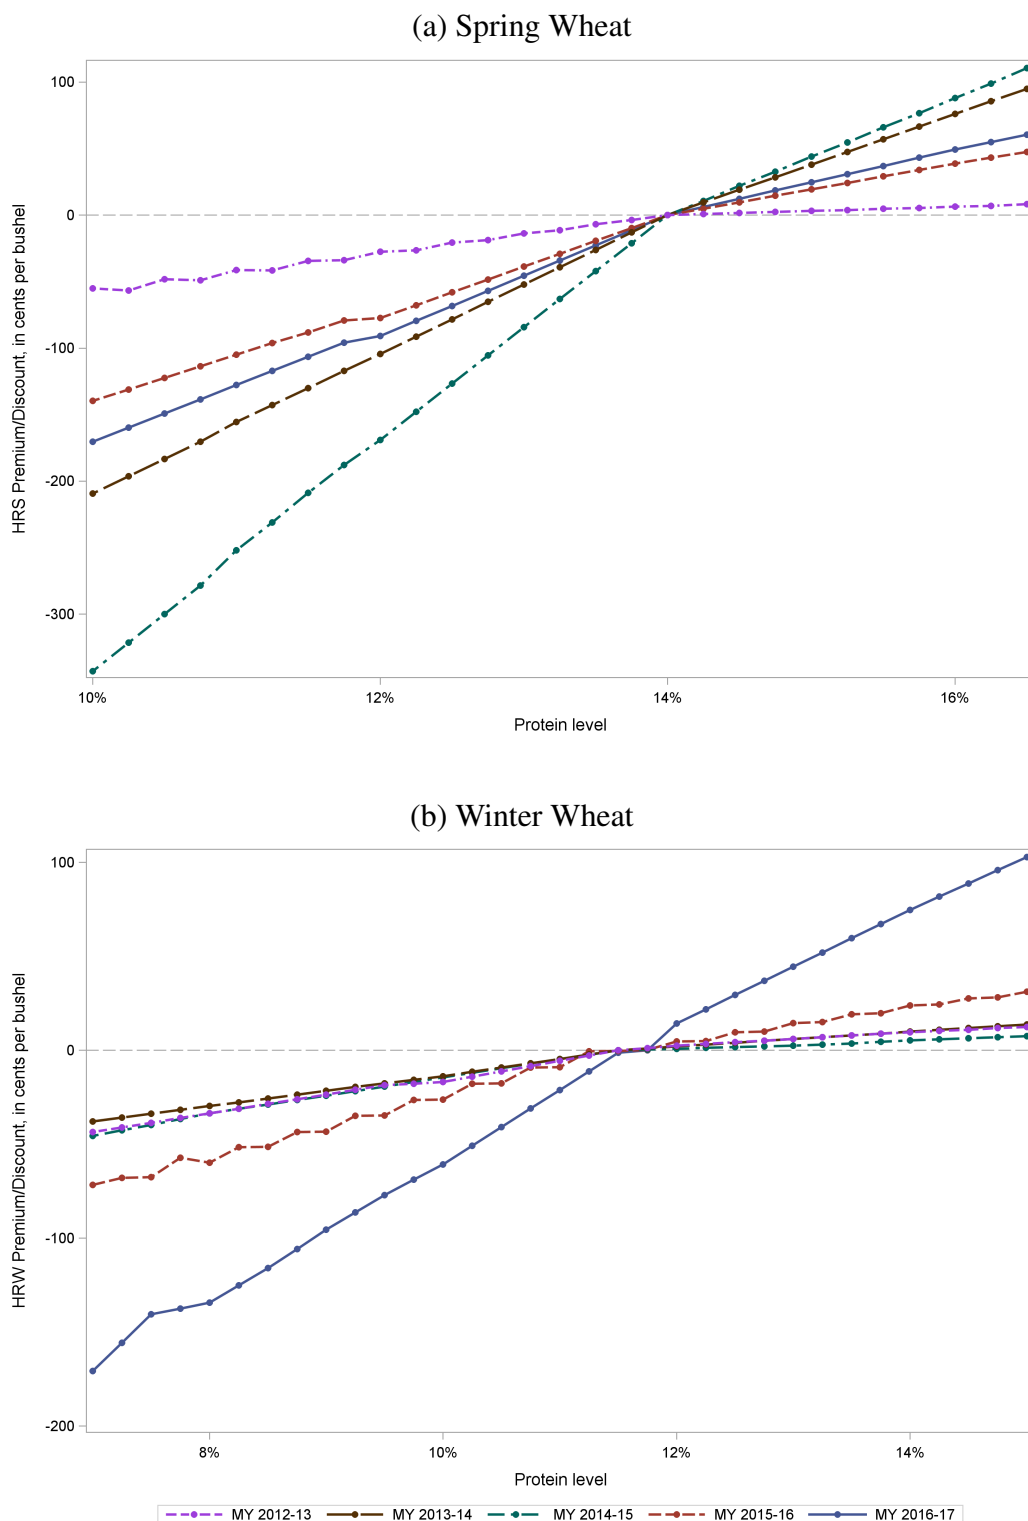 (a) Spring Wheat
HRS Premium/Discount, in cents per bushel
100
0
-100
-200
-300
10% 12% 14% 16%
Protein level
(b) Winter Wheat
HRW Premium/Discount, in cents per bushel
100
0
-100
-200
8% 10% 12% 14%
Protein level
MY 2012-13 MY 2013-14 MY 2014-15 MY 2015-16 MY 2016-17